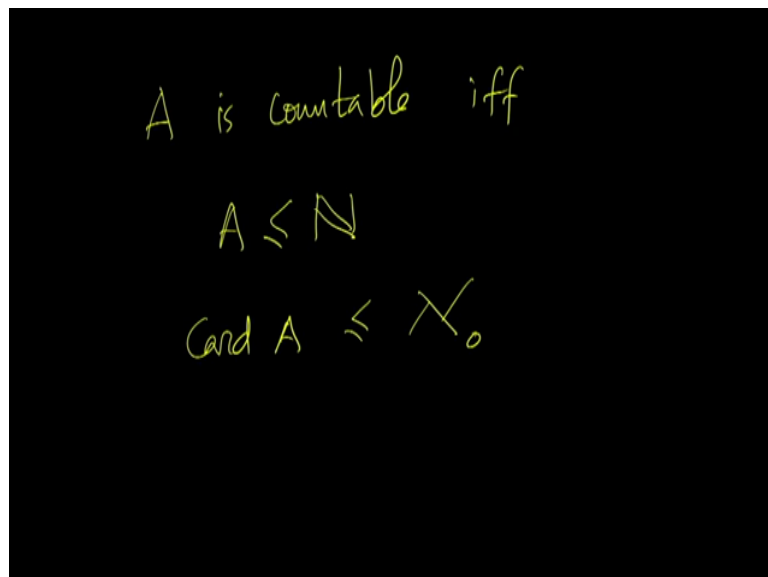 A is countable iff
A ≤ ℕ
Card A ≤ ℵ₀